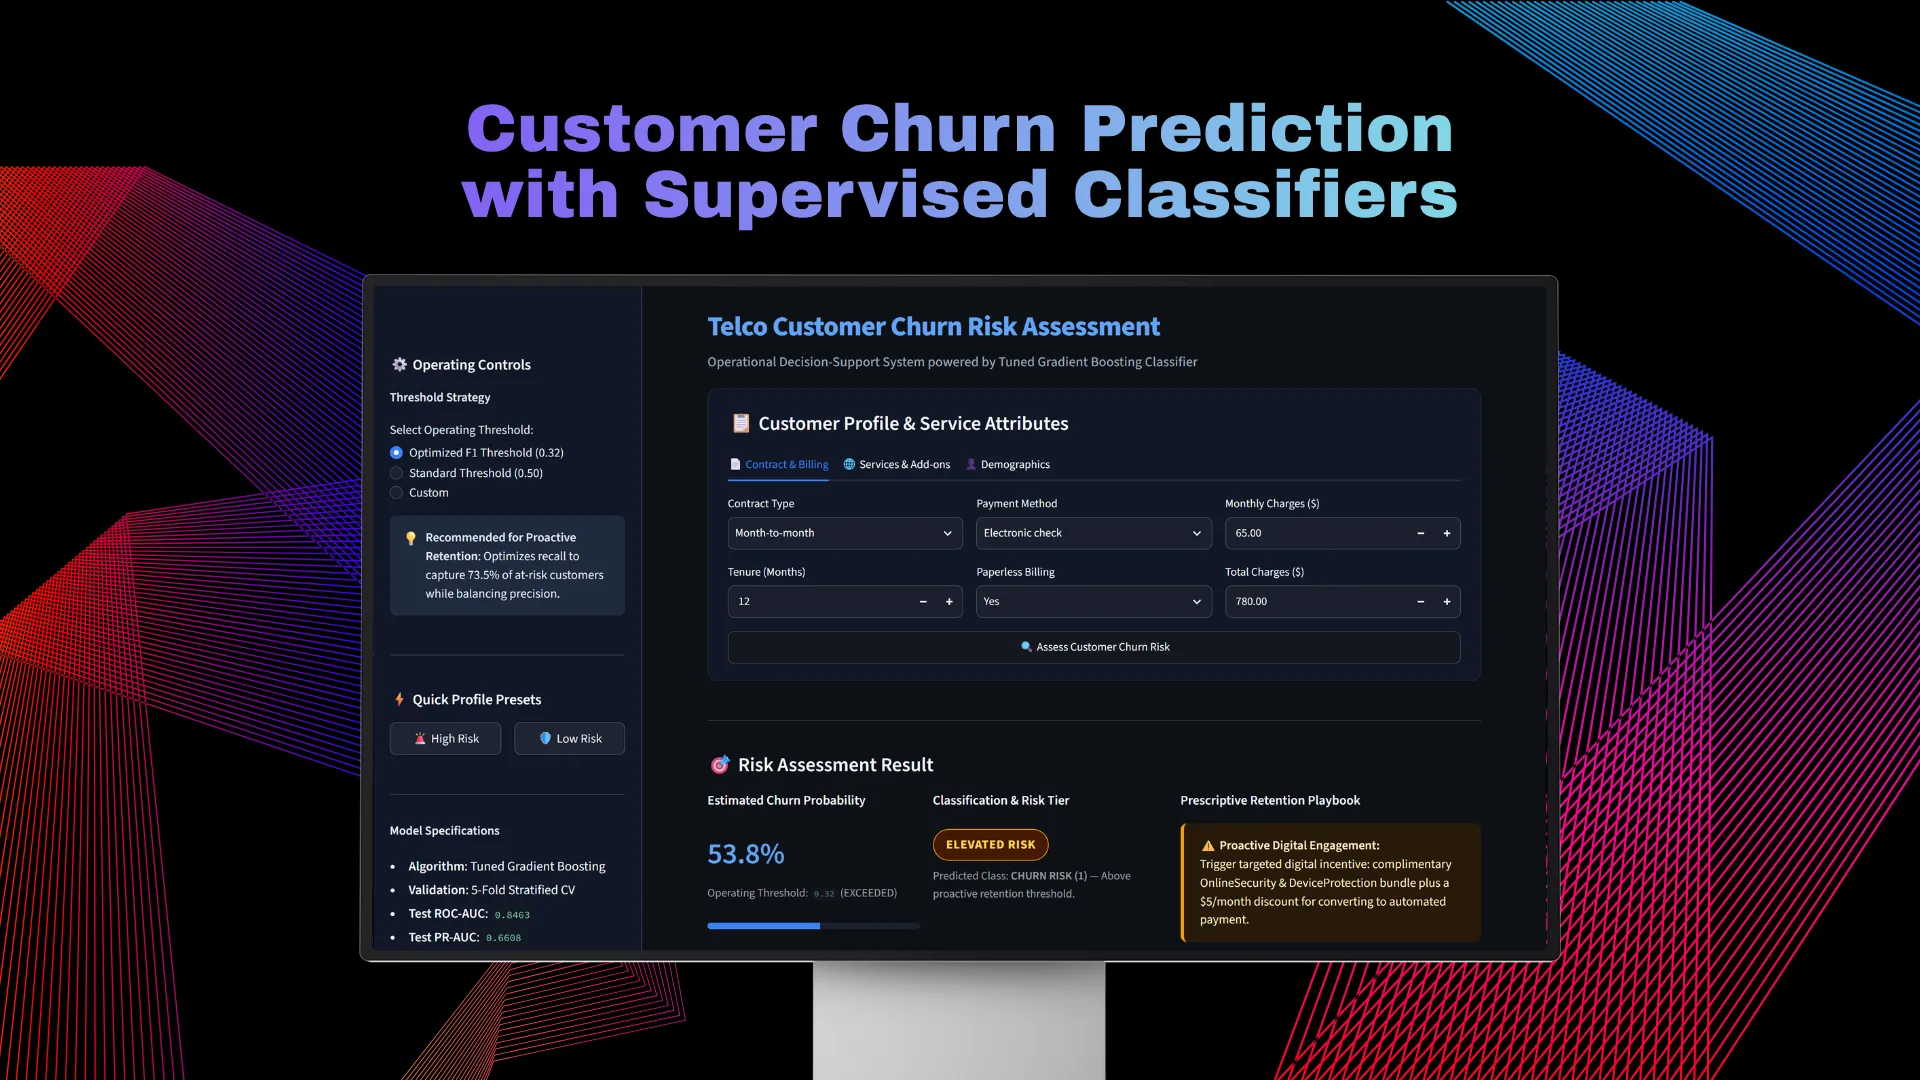 Customer Churn Prediction
with Supervised Classifiers
Operating Controls
Threshold Strategy
Select Operating Threshold:
Optimized F1 Threshold (0.32)
Standard Threshold (0.50)
Custom
Recommended for Proactive
Retention: Optimizes recall to
capture 73.5% of at-risk customers
while balancing precision.
Quick Profile Presets
High Risk
Low Risk
Model Specifications
Algorithm: Tuned Gradient Boosting
Validation: 5-Fold Stratified CV
Test ROC-AUC: 0.8463
Test PR-AUC: 0.6608
Telco Customer Churn Risk Assessment
Operational Decision-Support System powered by Tuned Gradient Boosting Classifier
Customer Profile & Service Attributes
Contract & Billing
Services & Add-ons
Demographics
Contract Type
Payment Method
Monthly Charges ($)
Month-to-month
Electronic check
65.00
Tenure (Months)
Paperless Billing
Total Charges ($)
12
Yes
780.00
Assess Customer Churn Risk
Risk Assessment Result
Estimated Churn Probability
53.8%
Operating Threshold: 0.32 (EXCEEDED)
Classification & Risk Tier
ELEVATED RISK
Predicted Class: CHURN RISK (1) — Above
proactive retention threshold.
Prescriptive Retention Playbook
Proactive Digital Engagement:
Trigger targeted digital incentive: complimentary
OnlineSecurity & DeviceProtection bundle plus a
$5/month discount for converting to automated
payment.